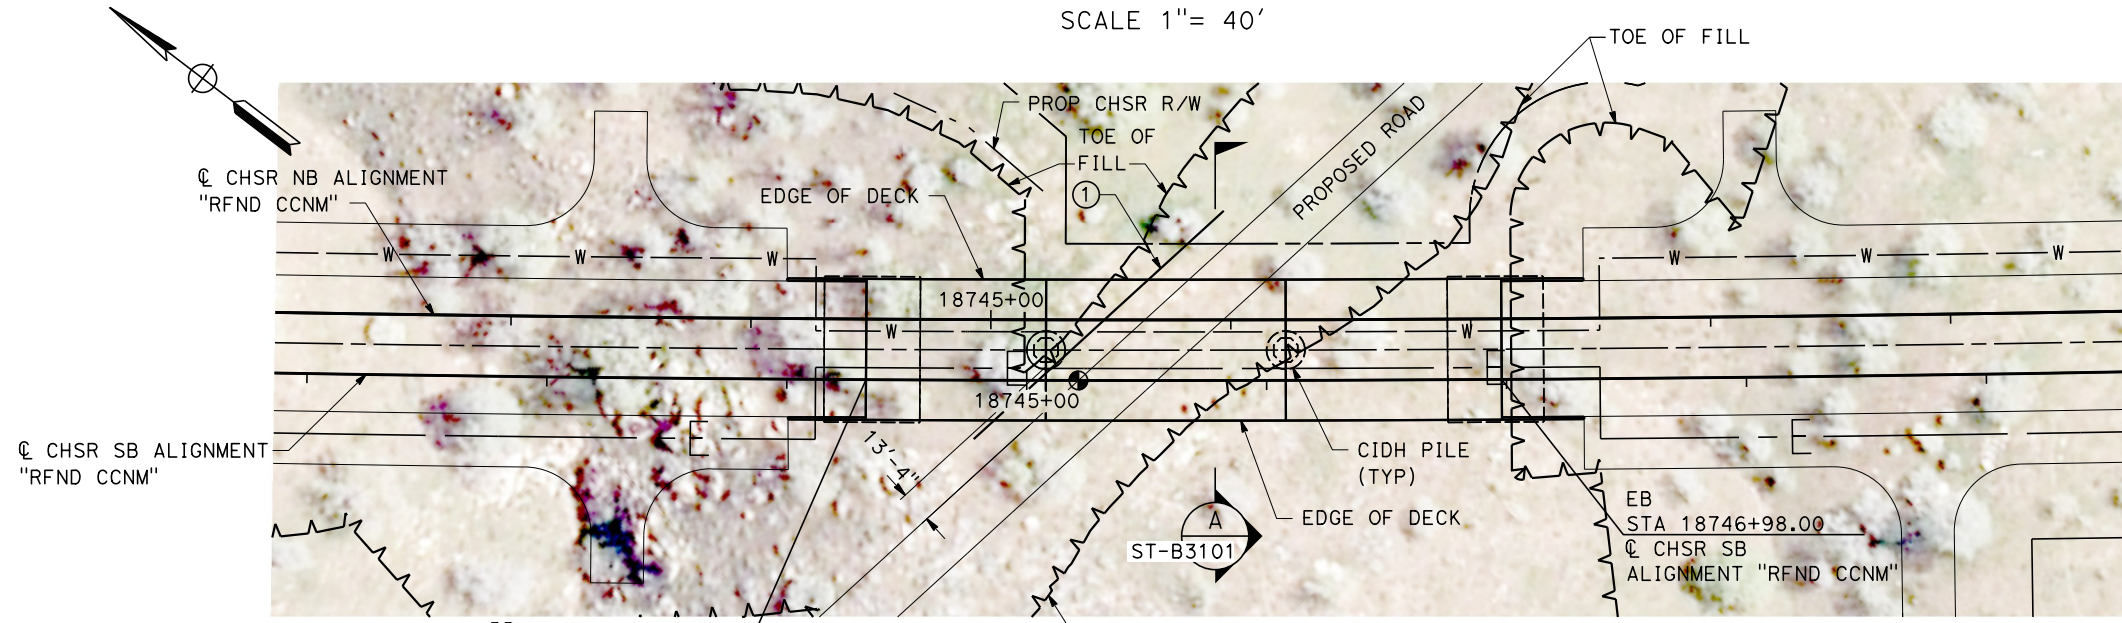 SCALE 1"= 40'
TOE OF FILL
PROP CHSR R/W
TOE OF
FILL
1
PROPOSED ROAD
℄ CHSR NB ALIGNMENT
"RFND CCNM"
EDGE OF DECK
W
W
W
W
W
W
18745+00
W
W
18745+00
13'-4"
E
E
℄ CHSR SB ALIGNMENT
"RFND CCNM"
CIDH PILE
(TYP)
EDGE OF DECK
A
ST-B3101
EB
STA 18746+98.00
℄ CHSR SB
ALIGNMENT "RFND CCNM"